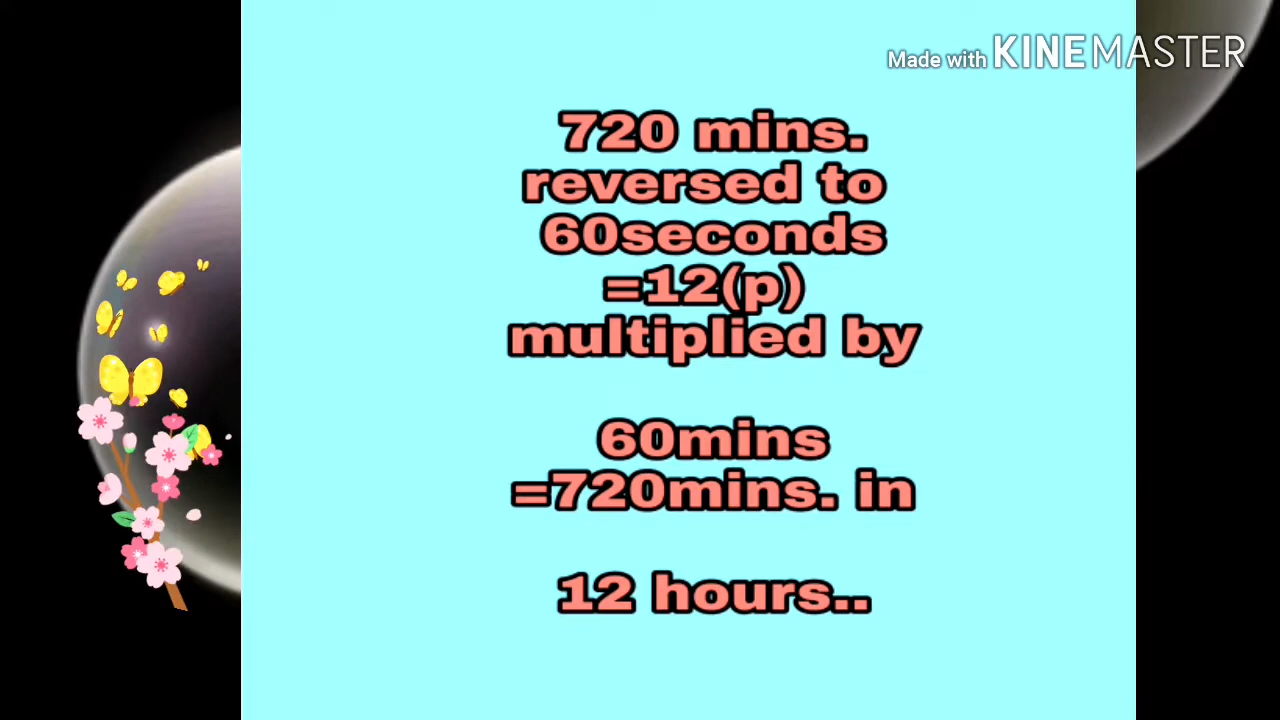 Made with KINEMASTER
720 mins.
reversed to
60seconds
=12(p)
multiplied by
60mins
=720mins. in
12 hours..